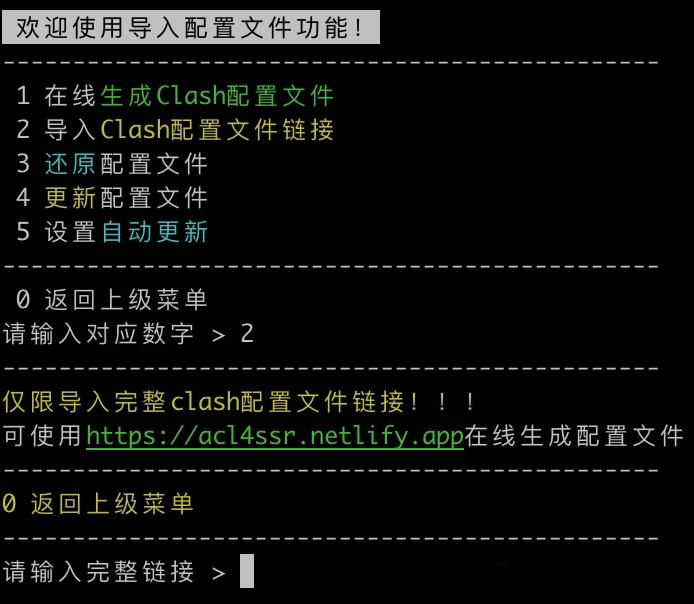 欢迎使用导入配置文件功能！
-----------------------------------------------
1 在线生成Clash配置文件
2 导入Clash配置文件链接
3 还原配置文件
4 更新配置文件
5 设置自动更新
-----------------------------------------------
0 返回上级菜单
请输入对应数字 > 2
-----------------------------------------------
仅限导入完整clash配置文件链接！！！
可使用https://acl4ssr.netlify.app在线生成配置文件
-----------------------------------------------
0 返回上级菜单
-----------------------------------------------
请输入完整链接 >